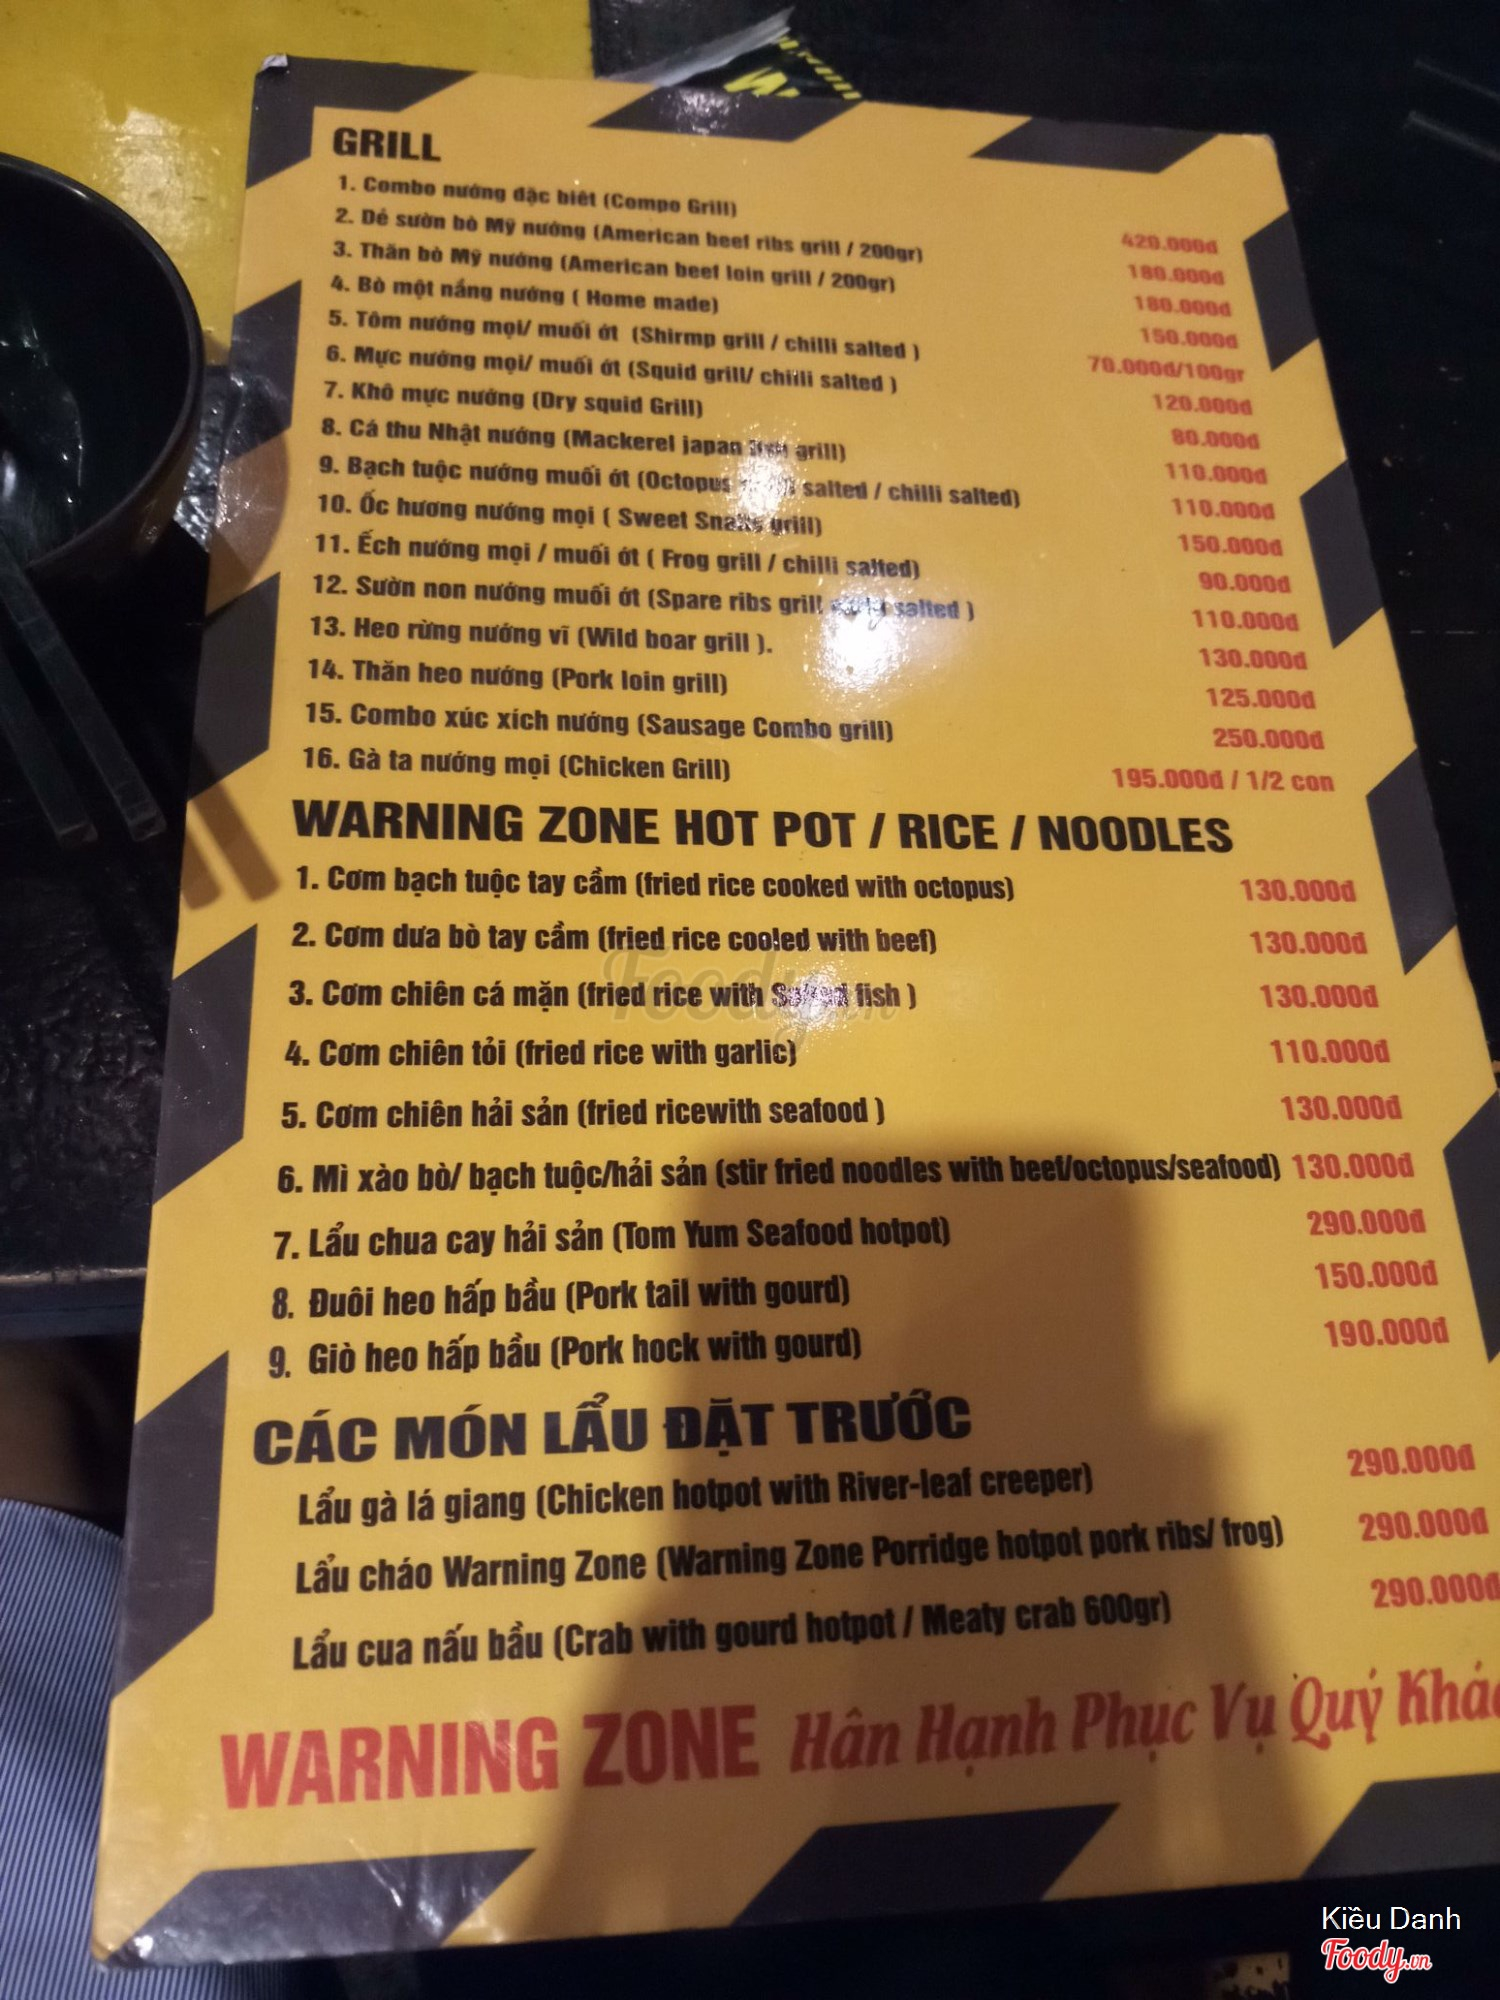 GRILL
1. Combo nướng đặc biêt (Compo Grill) 420.000đ
2. Dẻ sườn bò Mỹ nướng (American beef ribs grill / 200gr) 180.000đ
3. Thăn bò Mỹ nướng (American beef loin grill / 200gr) 180.000đ
4. Bò một nắng nướng ( Home made) 150.000đ
5. Tôm nướng mọi/ muối ớt (Shirmp grill / chilli salted ) 70.000đ/100gr
6. Mực nướng mọi/ muối ớt (Squid grill/ chiili salted ) 120.000đ
7. Khô mực nướng (Dry squid Grill) 80.000đ
8. Cá thu Nhật nướng (Mackerel japan grill) 110.000đ
9. Bạch tuộc nướng muối ớt (Octopus salted / chilli salted) 110.000đ
10. Ốc hương nướng mọi ( Sweet Snails grill) 150.000đ
11. Ếch nướng mọi / muối ớt ( Frog grill / chilli salted) 90.000đ
12. Sườn non nướng muối ớt (Spare ribs grill salted ) 110.000đ
13. Heo rừng nướng vĩ (Wild boar grill ). 130.000đ
14. Thăn heo nướng (Pork loin grill) 125.000đ
15. Combo xúc xích nướng (Sausage Combo grill) 250.000đ
16. Gà ta nướng mọi (Chicken Grill) 195.000đ / 1/2 con
WARNING ZONE HOT POT / RICE / NOODLES
1. Cơm bạch tuộc tay cầm (fried rice cooked with octopus) 130.000đ
2. Cơm dưa bò tay cầm (fried rice cooled with beef) 130.000đ
3. Cơm chiên cá mặn (fried rice with Salted fish ) 130.000đ
4. Cơm chiên tỏi (fried rice with garlic) 110.000đ
5. Cơm chiên hải sản (fried ricewith seafood ) 130.000đ
6. Mì xào bò/ bạch tuộc/hải sản (stir fried noodles with beef/octopus/seafood) 130.000đ
7. Lẩu chua cay hải sản (Tom Yum Seafood hotpot) 290.000đ
8. Đuôi heo hấp bầu (Pork tail with gourd) 150.000đ
9. Giò heo hấp bầu (Pork hock with gourd) 190.000đ
CÁC MÓN LẨU ĐẶT TRƯỚC
Lẩu gà lá giang (Chicken hotpot with River-leaf creeper) 290.000đ
Lẩu cháo Warning Zone (Warning Zone Porridge hotpot pork ribs/ frog) 290.000đ
Lẩu cua nấu bầu (Crab with gourd hotpot / Meaty crab 600gr) 290.000đ
WARNING ZONE Hân Hạnh Phục Vụ Quý Khá
Foody.vn
Kiều Danh
Foody.vn